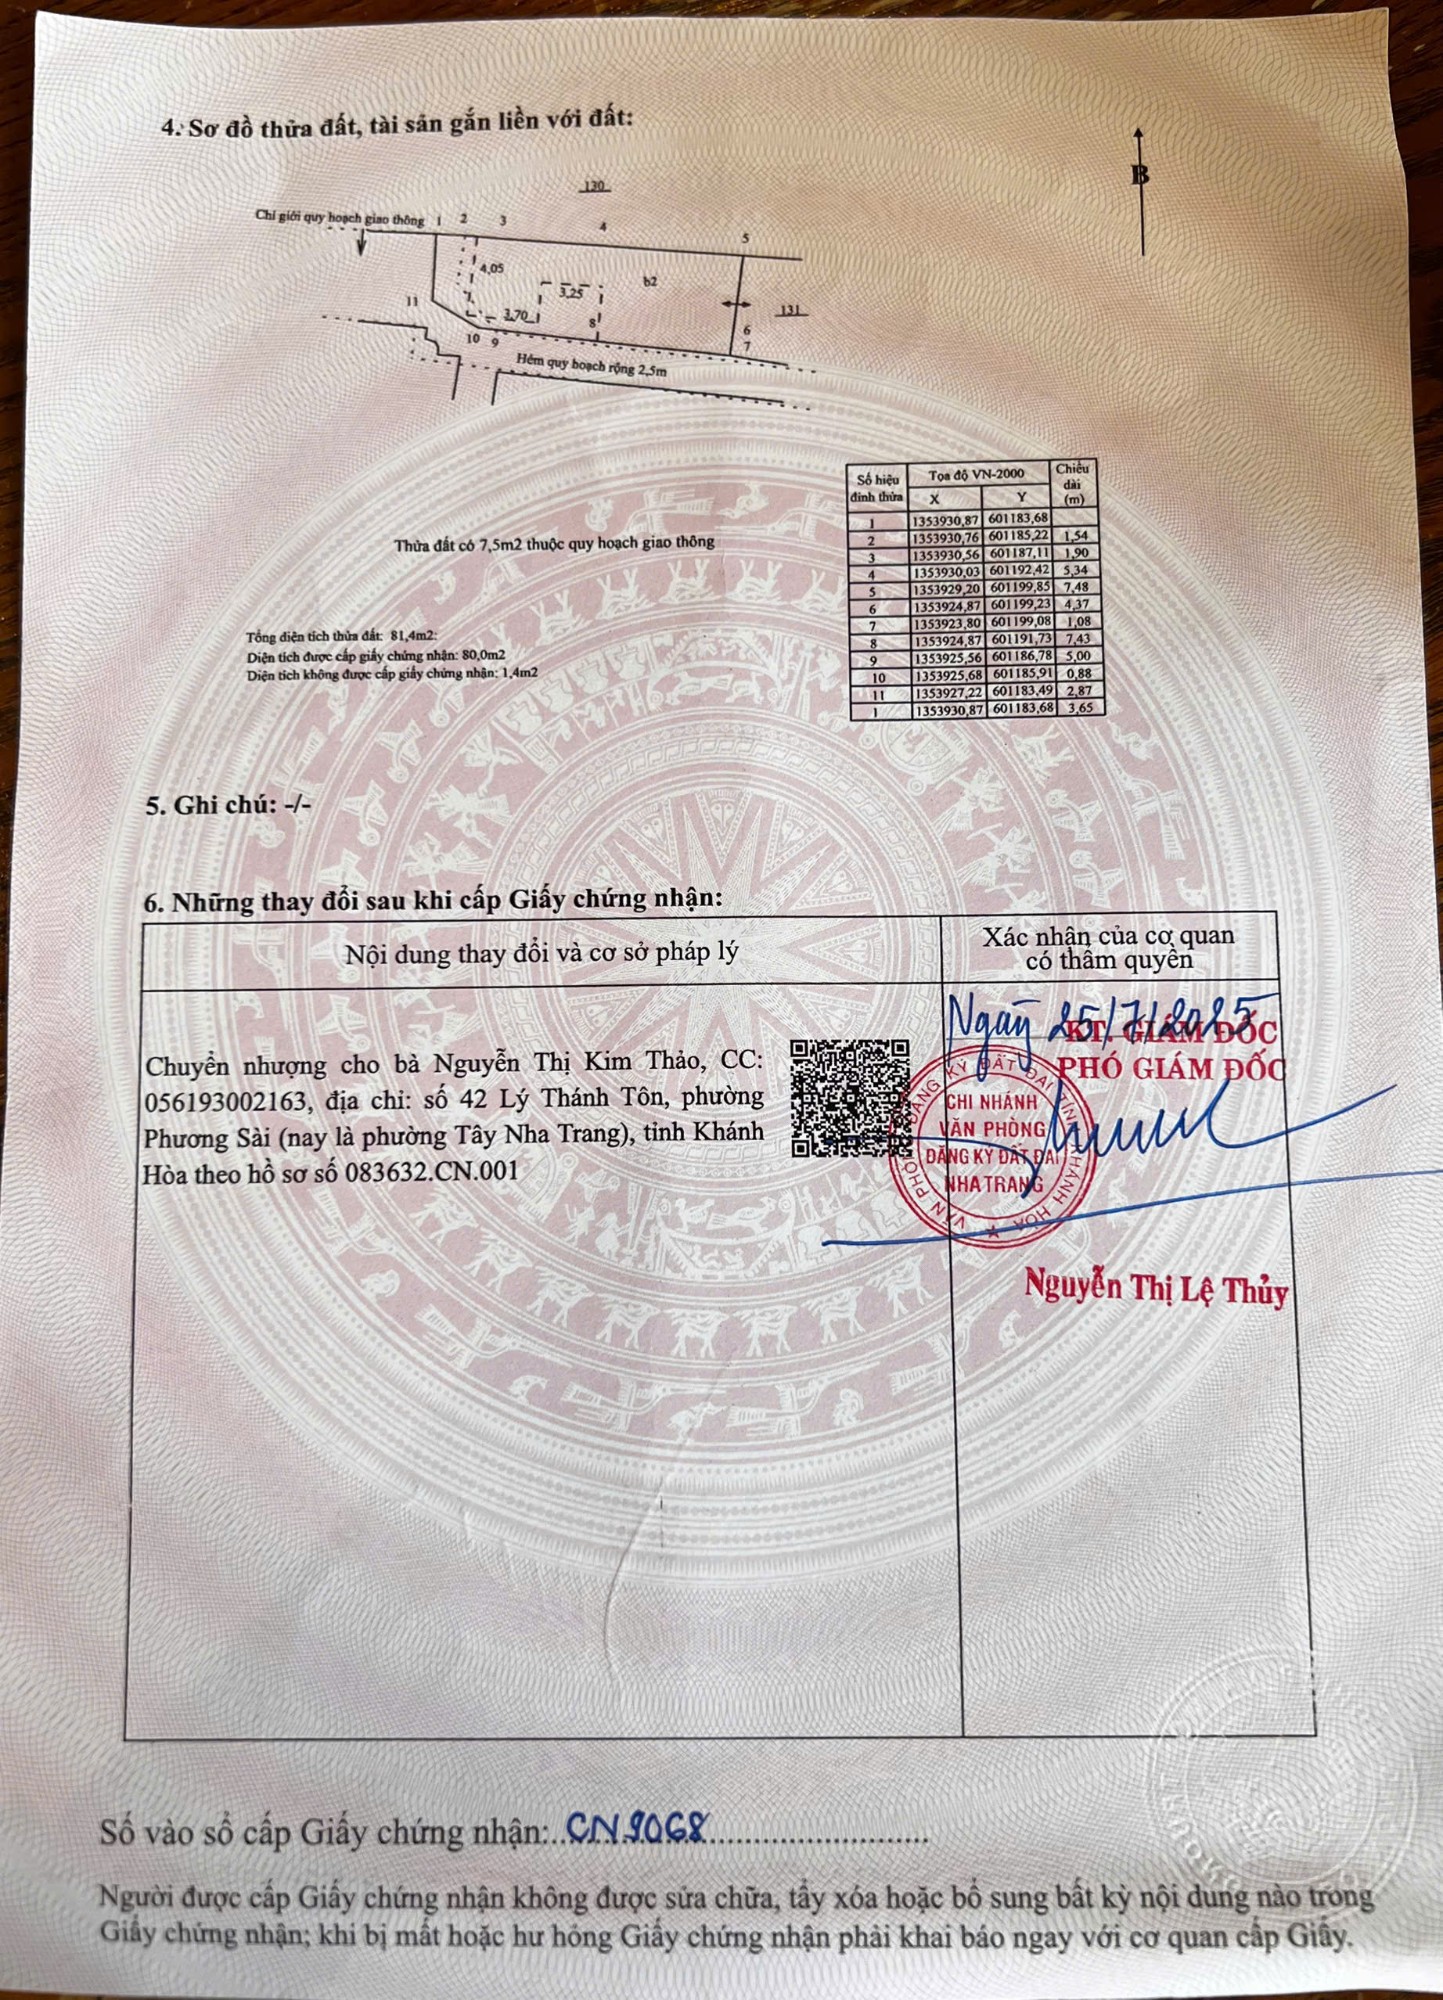 4. Sơ đồ thửa đất, tài sản gắn liền với đất:
B
130
Chỉ giới quy hoạch giao thông
1 2 3 4 5
4,05
b2
3,25
11
3,70
8
131
6
7
10 9
Hẻm quy hoạch rộng 2,5m
Số hiệu đỉnh thửa Tọa độ VN-2000 Chiều dài (m)
X Y
1 1353930,87 601183,68
2 1353930,76 601185,22 1,54
3 1353930,56 601187,11 1,90
4 1353930,03 601192,42 5,34
5 1353929,20 601199,85 7,48
6 1353924,87 601199,23 4,37
7 1353923,80 601199,08 1,08
8 1353924,87 601191,73 7,43
9 1353925,56 601186,78 5,00
10 1353925,68 601185,91 0,88
11 1353927,22 601183,49 2,87
1 1353930,87 601183,68 3,65
Thửa đất có 7,5m2 thuộc quy hoạch giao thông
Tổng diện tích thửa đất: 81,4m2:
Diện tích được cấp giấy chứng nhận: 80,0m2
Diện tích không được cấp giấy chứng nhận: 1,4m2
5. Ghi chú: -/-
6. Những thay đổi sau khi cấp Giấy chứng nhận:
Nội dung thay đổi và cơ sở pháp lý
Xác nhận của cơ quan
có thẩm quyền
Chuyển nhượng cho bà Nguyễn Thị Kim Thảo, CC:
056193002163, địa chỉ: số 42 Lý Thánh Tôn, phường
Phương Sài (nay là phường Tây Nha Trang), tỉnh Khánh
Hòa theo hồ sơ số 083632.CN.001
Ngày 25/7/2025
KT. GIÁM ĐỐC
PHÓ GIÁM ĐỐC
VĂN PHÒNG ĐĂNG KÝ ĐẤT ĐAI TỈNH KHÁNH HÒA
CHI NHÁNH
VĂN PHÒNG
ĐĂNG KÝ ĐẤT ĐAI
NHA TRANG
Nguyễn Thị Lệ Thủy
Số vào sổ cấp Giấy chứng nhận:..CN9068..............................
Người được cấp Giấy chứng nhận không được sửa chữa, tẩy xóa hoặc bổ sung bất kỳ nội dung nào trong
Giấy chứng nhận; khi bị mất hoặc hư hỏng Giấy chứng nhận phải khai báo ngay với cơ quan cấp Giấy.